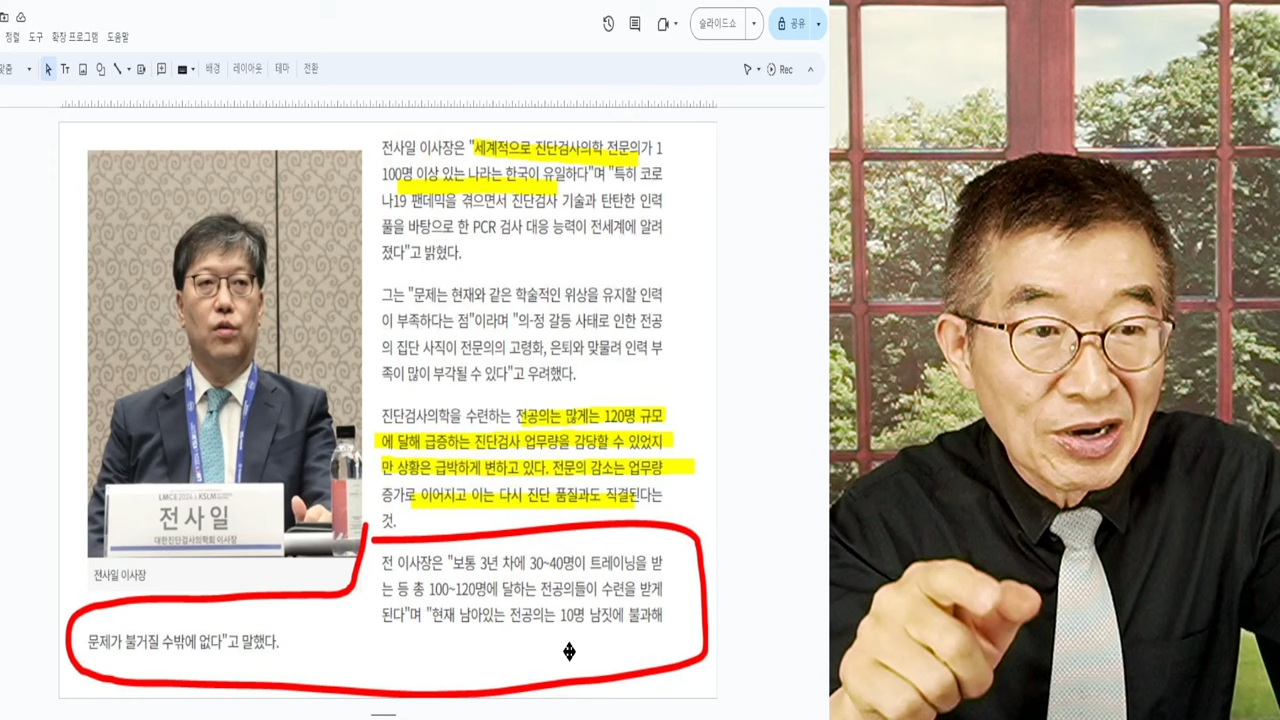 정렬 도구 확장 프로그램 도움말
슬라이드쇼
공유
맞춤
배경 레이아웃 테마 전환
Rec
전사일 이사장은 "세계적으로 진단검사의학 전문의가 1
100명 이상 있는 나라는 한국이 유일하다"며 "특히 코로
나19 팬데믹을 겪으면서 진단검사 기술과 탄탄한 인력
풀을 바탕으로 한 PCR 검사 대응 능력이 전세계에 알려
졌다"고 밝혔다.
그는 "문제는 현재와 같은 학술적인 위상을 유지할 인력
이 부족하다는 점"이라며 "의-정 갈등 사태로 인한 전공
의 집단 사직이 전문의의 고령화, 은퇴와 맞물려 인력 부
족이 많이 부각될 수 있다"고 우려했다.
진단검사의학을 수련하는 전공의는 많게는 120명 규모
에 달해 급증하는 진단검사 업무량을 감당할 수 있었지
만 상황은 급박하게 변하고 있다. 전문의 감소는 업무량
증가로 이어지고 이는 다시 진단 품질과도 직결된다는
것.
LMCE 2024 & KSLM
전사일
대한진단검사의학회 이사장
전사일 이사장
전 이사장은 "보통 3년 차에 30~40명이 트레이닝을 받
는 등 총 100~120명에 달하는 전공의들이 수련을 받게
된다"며 "현재 남아있는 전공의는 10명 남짓에 불과해
문제가 불거질 수밖에 없다"고 말했다.